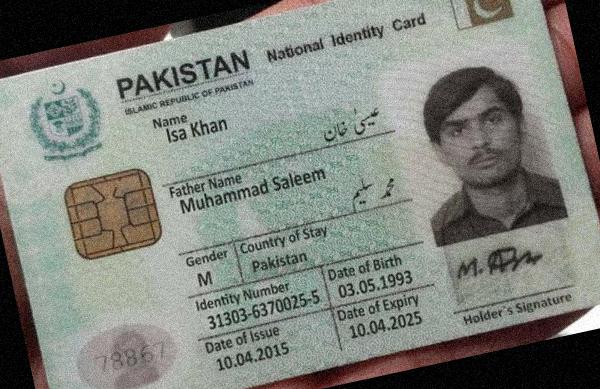 PAKISTAN National Identity Card
ISLAMIC REPUBLIC OF PAKISTAN
Name
Isa Khan
عیسیٰ خان
Father Name
Muhammad Saleem
محمد سلیم
Gender Country of Stay
M Pakistan
Identity Number Date of Birth
31303-6370025-5 03.05.1993
Date of Issue Date of Expiry
10.04.2015 10.04.2025
78867
Holder's Signature